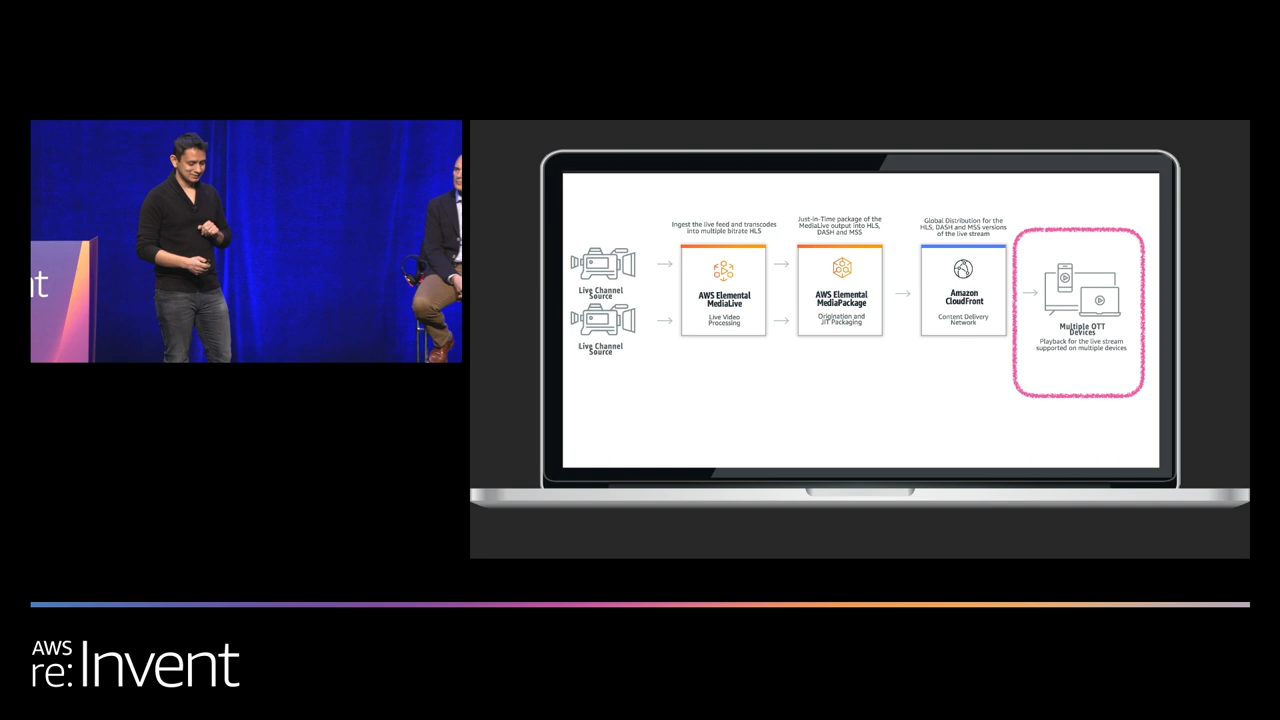 nt
Ingest the live feed and transcodes
into multiple bitrate HLS
Just-in-Time package of the
MediaLive output into HLS,
DASH and MSS
Global Distribution for the
HLS, DASH and MSS versions
of the live stream
Live Channel
Source
Live Channel
Source
AWS Elemental
MediaLive
Live Video
Processing
AWS Elemental
MediaPackage
Origination and
JIT Packaging
Amazon
CloudFront
Content Delivery
Network
Multiple OTT
Devices
Playback for the live stream
supported on multiple devices
AWS
re:Invent